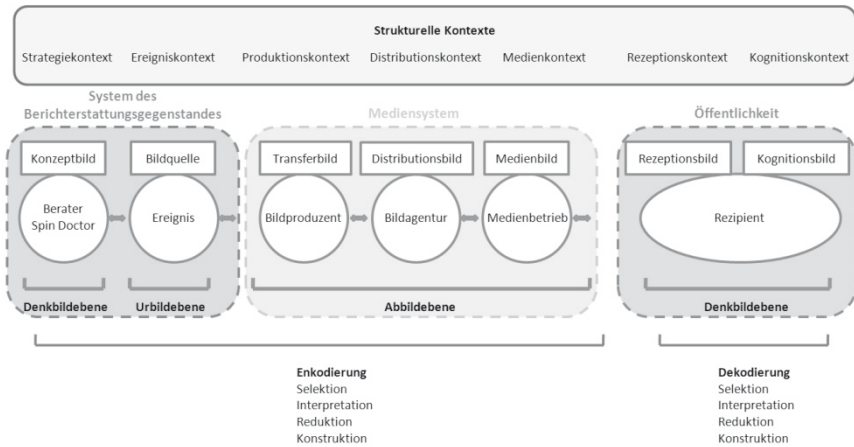 Strukturelle Kontexte
Strategiekontext Ereigniskontext Produktionskontext Distributionskontext Medienkontext Rezeptionskontext Kognitionskontext
System des
Berichterstattungsgegenstandes Mediensystem Öffentlichkeit
Konzeptbild Bildquelle Transferbild Distributionsbild Medienbild Rezeptionsbild Kognitionsbild
Berater
Spin Doctor
Ereignis Bildproduzent Bildagentur Medienbetrieb Rezipient
Denkbildebene Urbildebene Abbildebene Denkbildebene
Enkodierung
Selektion
Interpretation
Reduktion
Konstruktion
Dekodierung
Selektion
Interpretation
Reduktion
Konstruktion